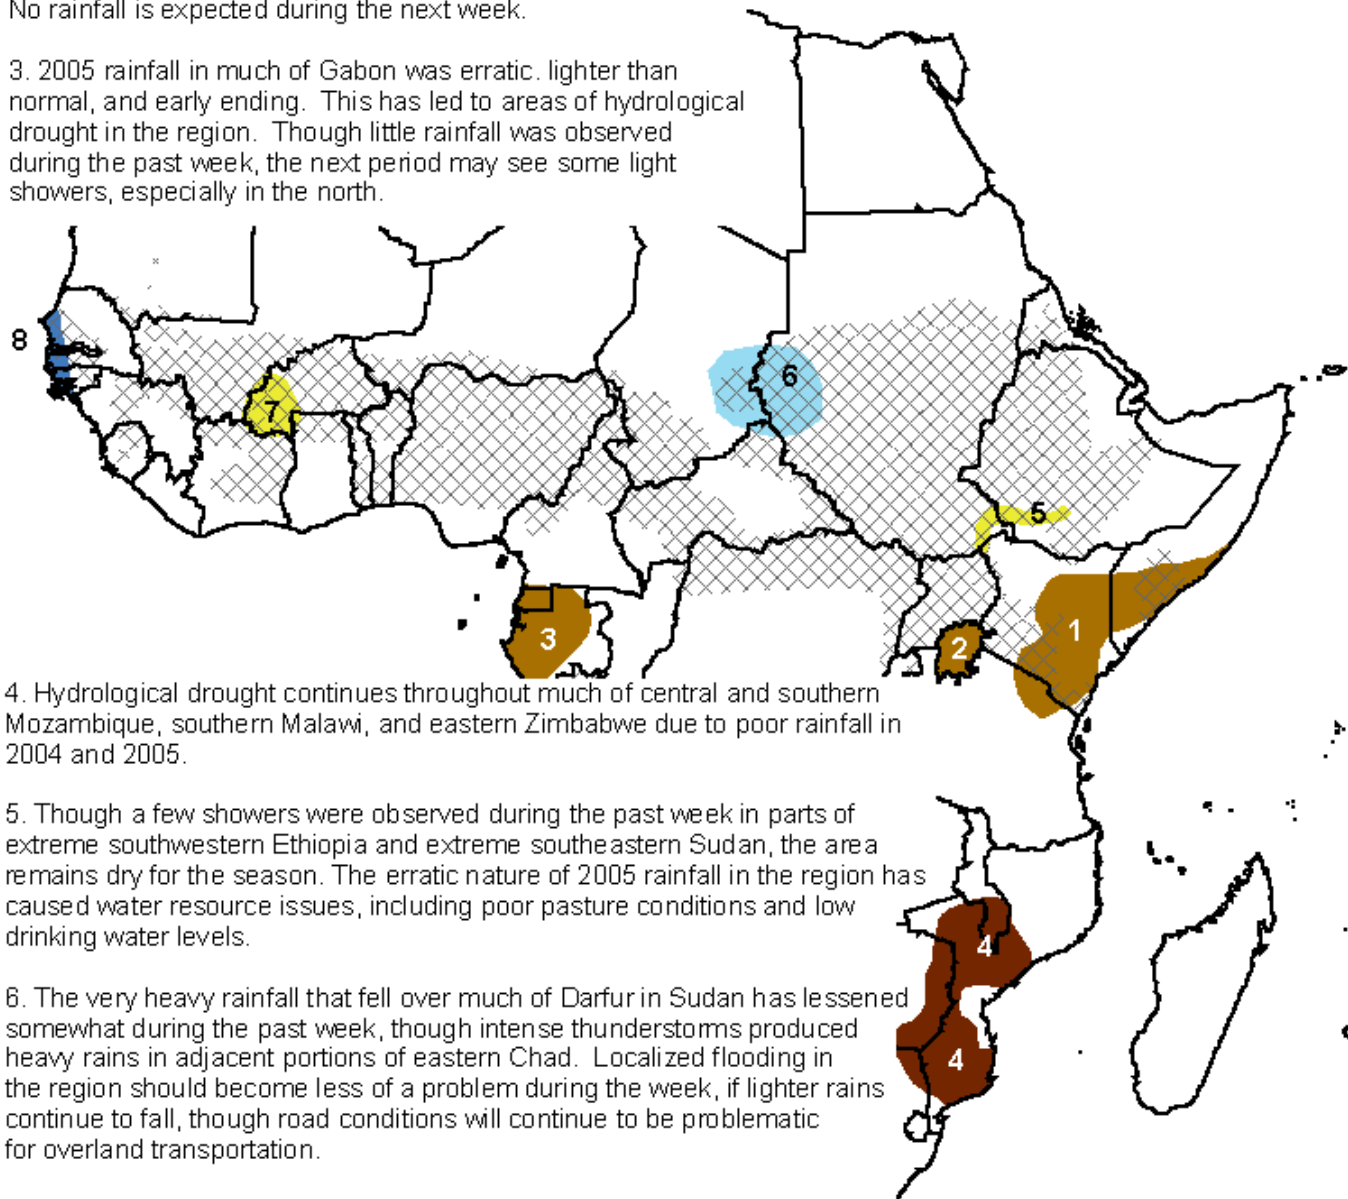 No rainfall is expected during the next week.
3. 2005 rainfall in much of Gabon was erratic. lighter than
normal, and early ending. This has led to areas of hydrological
drought in the region. Though little rainfall was observed
during the past week, the next period may see some light
showers, especially in the north.
8
7
6
5
3
2
1
4. Hydrological drought continues throughout much of central and southern
Mozambique, southern Malawi, and eastern Zimbabwe due to poor rainfall in
2004 and 2005.
5. Though a few showers were observed during the past week in parts of
extreme southwestern Ethiopia and extreme southeastern Sudan, the area
remains dry for the season. The erratic nature of 2005 rainfall in the region has
caused water resource issues, including poor pasture conditions and low
drinking water levels.
4
6. The very heavy rainfall that fell over much of Darfur in Sudan has lessened
somewhat during the past week, though intense thunderstorms produced
heavy rains in adjacent portions of eastern Chad. Localized flooding in
the region should become less of a problem during the week, if lighter rains
continue to fall, though road conditions will continue to be problematic
for overland transportation.
4